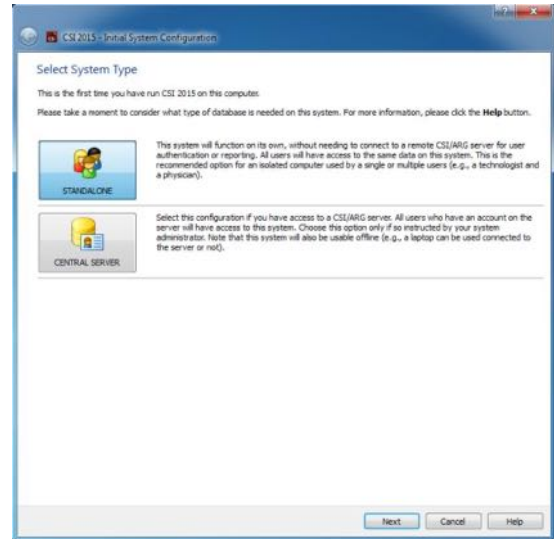 CSI 2015 - Initial System Configuration
Select System Type
This is the first time you have run CSI 2015 on this computer.
Please take a moment to consider what type of database is needed on this system. For more information, please click the Help button.
This system will function on its own, without needing to connect to a remote CSI/ARG server for user
authentication or reporting. All users will have access to the same data on this system. This is the
recommended option for an isolated computer used by a single or multiple users (e.g., a technologist and
a physician).
STANDALONE
Select this configuration if you have access to a CSI/ARG server. All users who have an account on the
server will have access to this system. Choose this option only if so instructed by your system
administrator. Note that this system will also be usable offline (e.g., a laptop can be used connected to
the server or not).
CENTRAL SERVER
Next
Cancel
Help